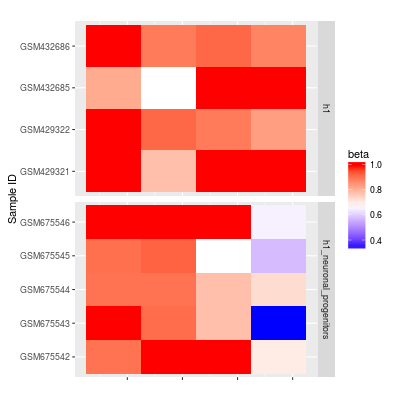 GSM432686
GSM432685
GSM429322
GSM429321
h1
GSM675546
GSM675545
GSM675544
GSM675543
GSM675542
h1_neuronal_progenitors
Sample ID
beta
1.0
0.8
0.6
0.4